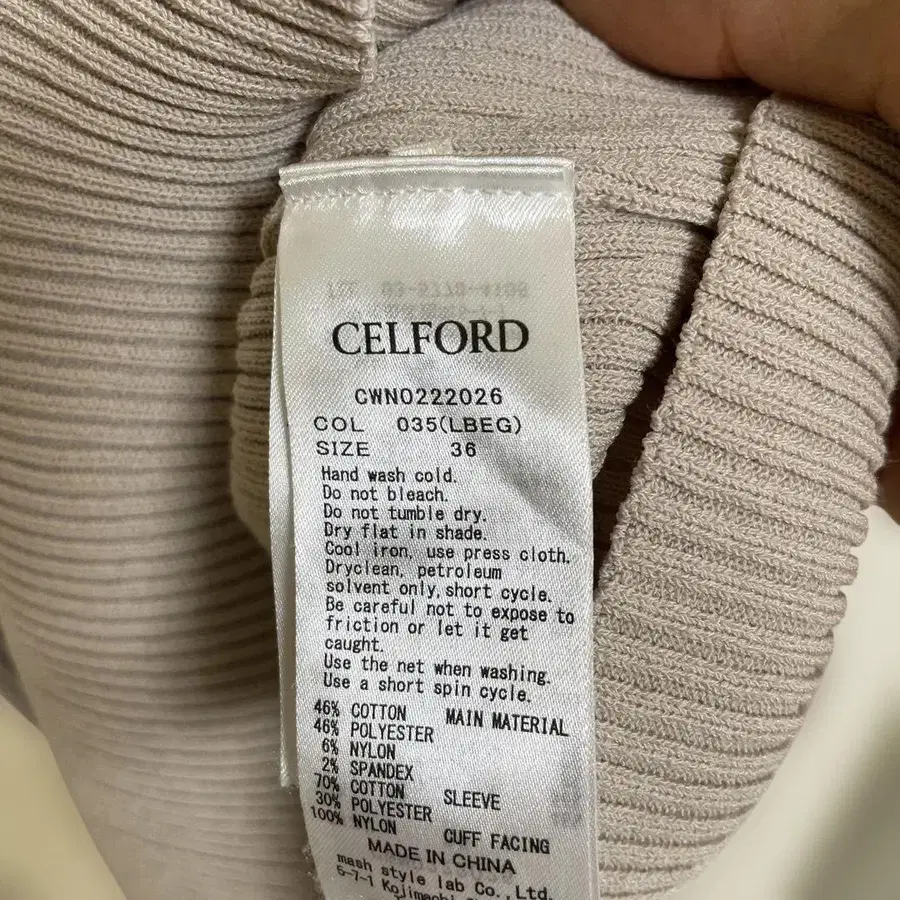 CELFORD
CWNO222026
COL 035(LBEG)
SIZE 36
Hand wash cold.
Do not bleach.
Do not tumble dry.
Dry flat in shade.
Cool iron, use press cloth.
Dryclean, petroleum
solvent only, short cycle.
Be careful not to expose to
friction or let it get
caught.
Use the net when washing.
Use a short spin cycle.
46% COTTON MAIN MATERIAL
46% POLYESTER
6% NYLON
2% SPANDEX
70% COTTON SLEEVE
30% POLYESTER
100% NYLON CUFF FACING
MADE IN CHINA
mash style lab Co., Ltd.
5-7-1 Kojimachi